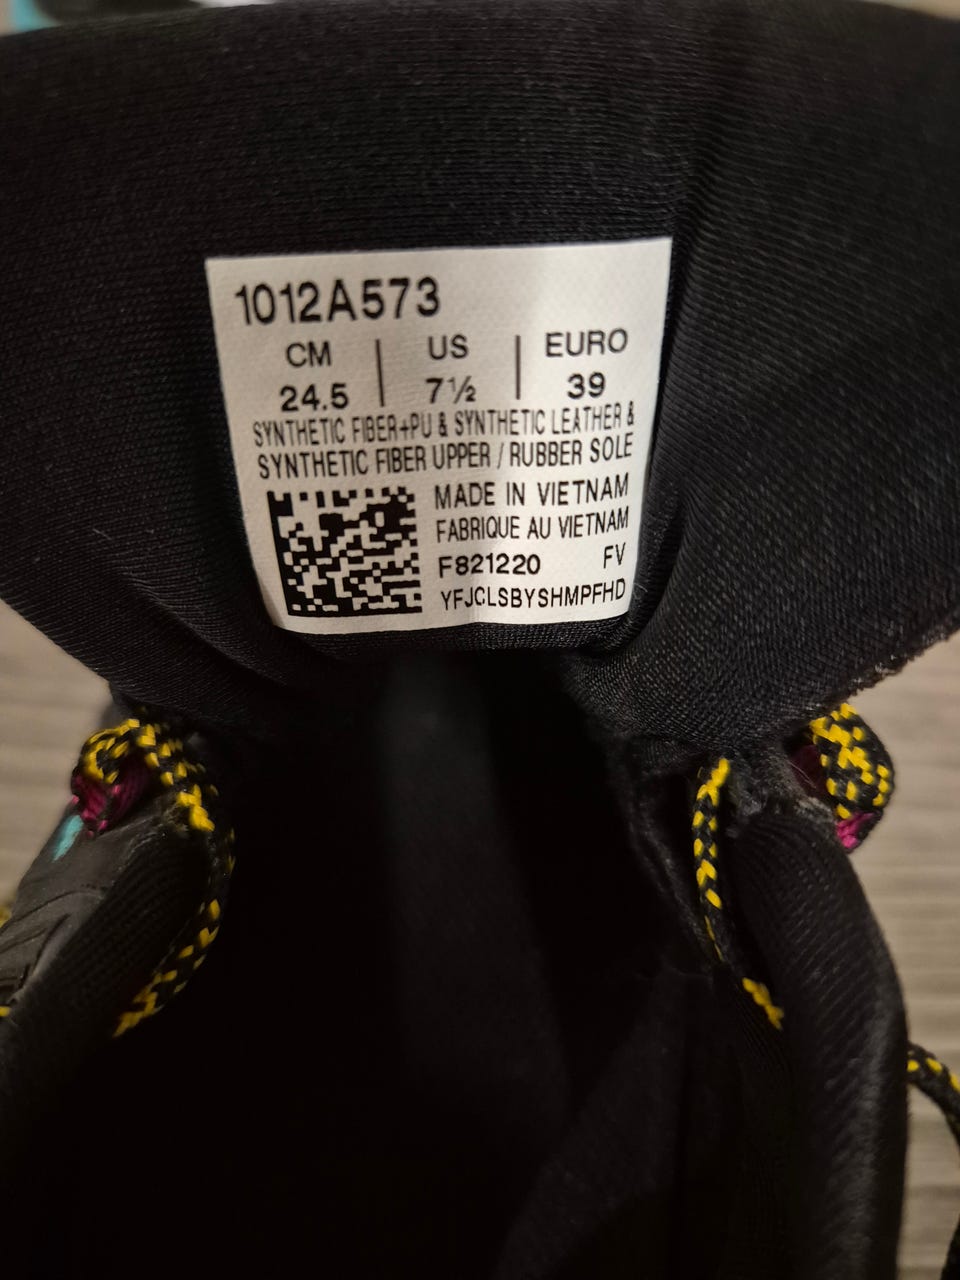 1012A573
CM | US | EURO
24.5 | 7½ | 39
SYNTHETIC FIBER+PU & SYNTHETIC LEATHER &
SYNTHETIC FIBER UPPER / RUBBER SOLE
MADE IN VIETNAM
FABRIQUE AU VIETNAM
F821220 FV
YFJCLSBYSHMPFHD